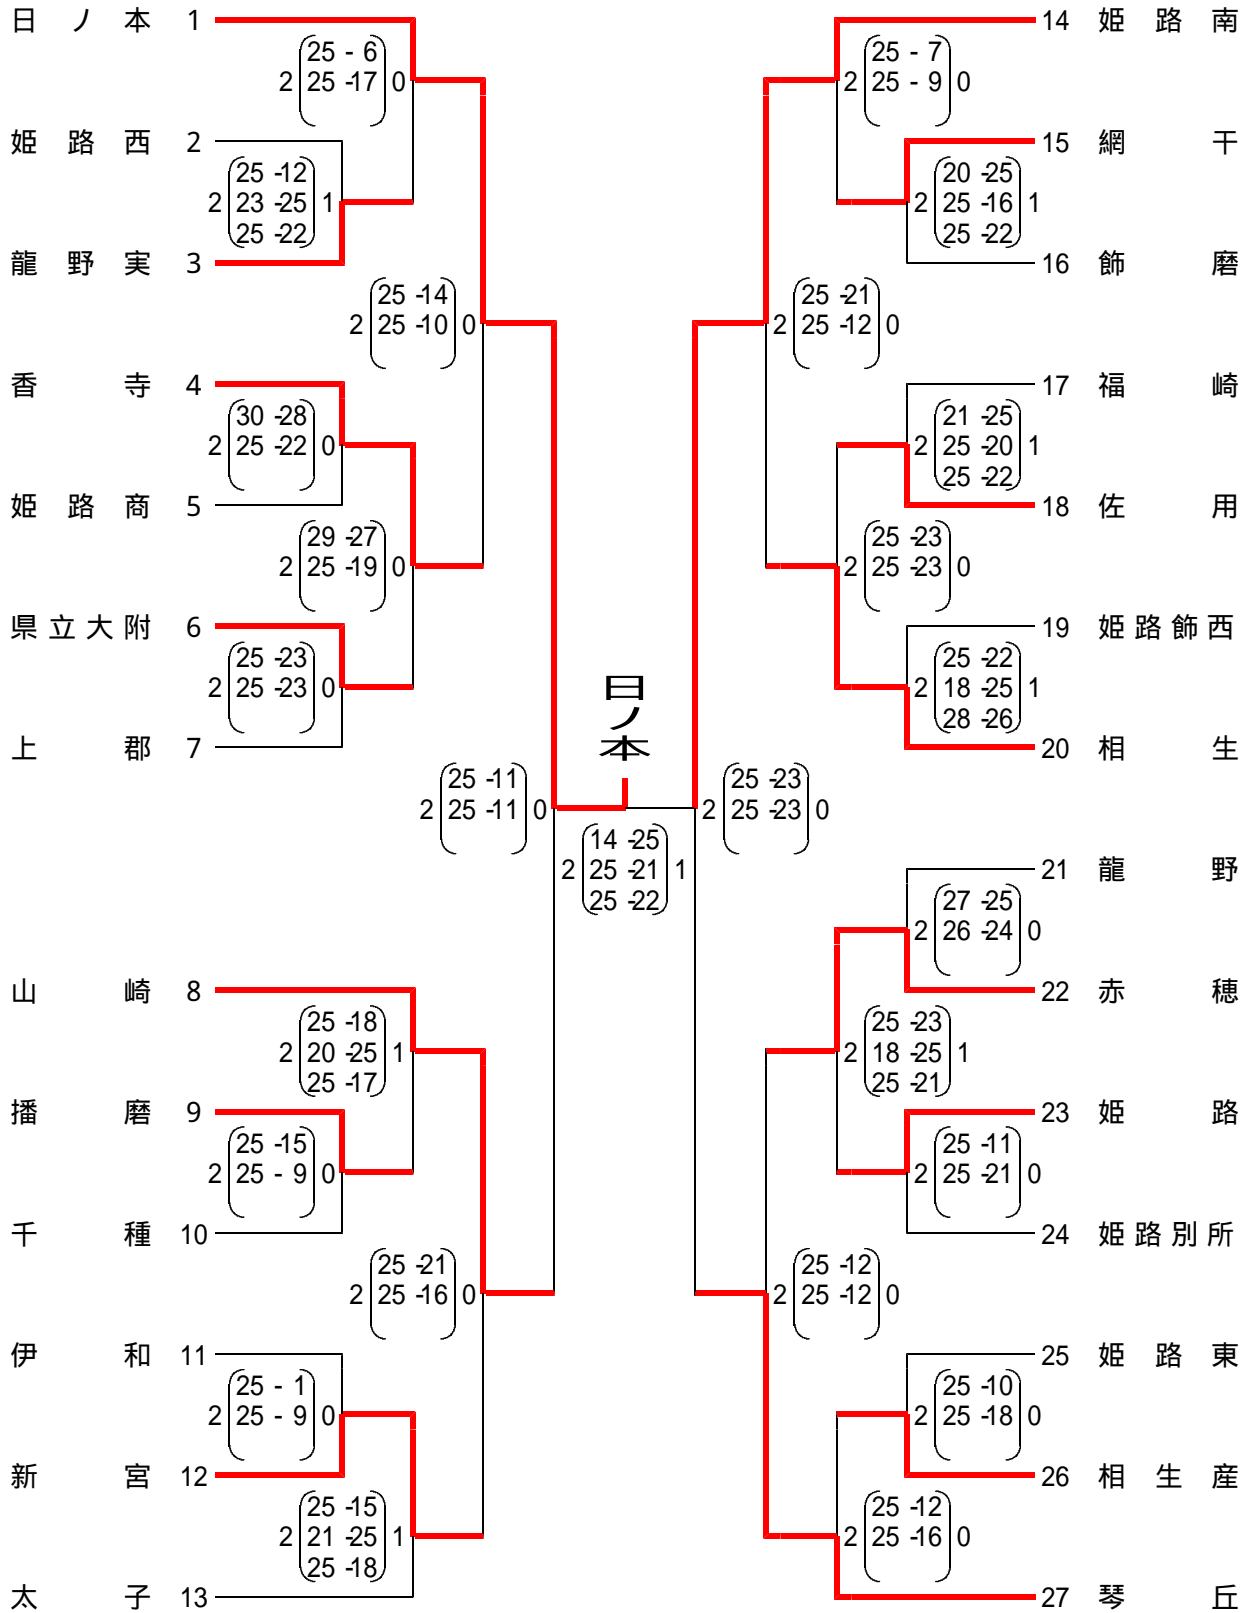 日ノ本 1
2 25 - 6 0
25 -17
姫路西 2
25 -12
2 23 -25 1
25 -22
龍野実 3
25 -14
2 25 -10 0
香寺 4
30 -28
2 25 -22 0
姫路商 5
29 -27
2 25 -19 0
県立大附 6
25 -23
2 25 -23 0
上郡 7
25 -11
2 25 -11 0
山崎 8
25 -18
2 20 -25 1
25 -17
播磨 9
25 -15
2 25 - 9 0
千種 10
25 -21
2 25 -16 0
伊和 11
25 - 1
2 25 - 9 0
新宮 12
25 -15
2 21 -25 1
25 -18
太子 13
日ノ本
14 -25
2 25 -21 1
25 -22
14 姫路南
25 - 7
2 25 - 9 0
15 網干
20 -25
2 25 -16 1
25 -22
16 飾磨
25 -21
2 25 -12 0
17 福崎
21 -25
2 25 -20 1
25 -22
18 佐用
25 -23
2 25 -23 0
19 姫路飾西
25 -22
2 18 -25 1
28 -26
20 相生
25 -23
2 25 -23 0
21 龍野
27 -25
2 26 -24 0
22 赤穂
25 -23
2 18 -25 1
25 -21
23 姫路
25 -11
2 25 -21 0
24 姫路別所
25 -12
2 25 -12 0
25 姫路東
25 -10
2 25 -18 0
26 相生産
25 -12
2 25 -16 0
27 琴丘